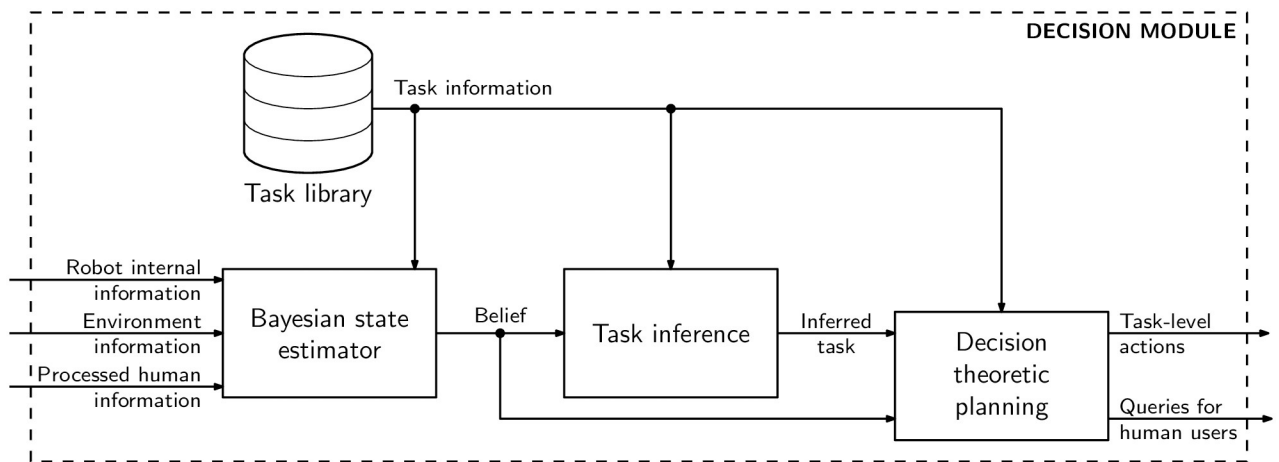 DECISION MODULE
Task information
Task library
Robot internal
information
Environment
information
Processed human
information
Bayesian state
estimator
Belief
Task inference
Inferred
task
Decision
theoretic
planning
Task-level
actions
Queries for
human users